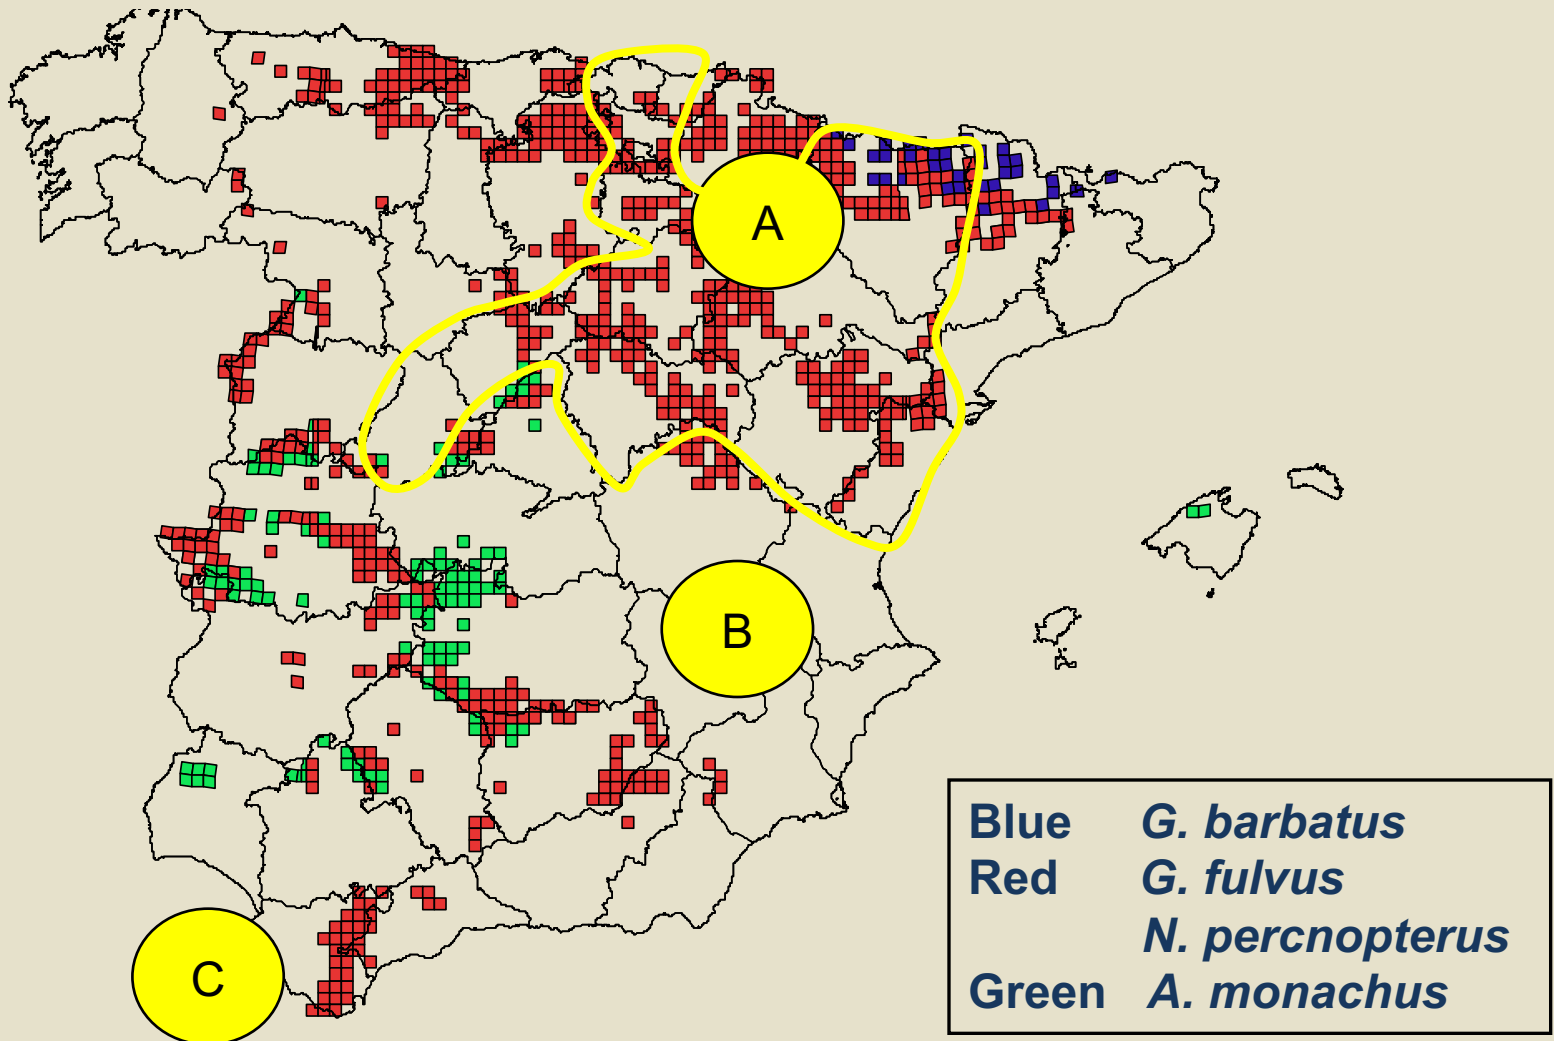 A
B
C
Blue G. barbatus
Red G. fulvus
N. percnopterus
Green A. monachus